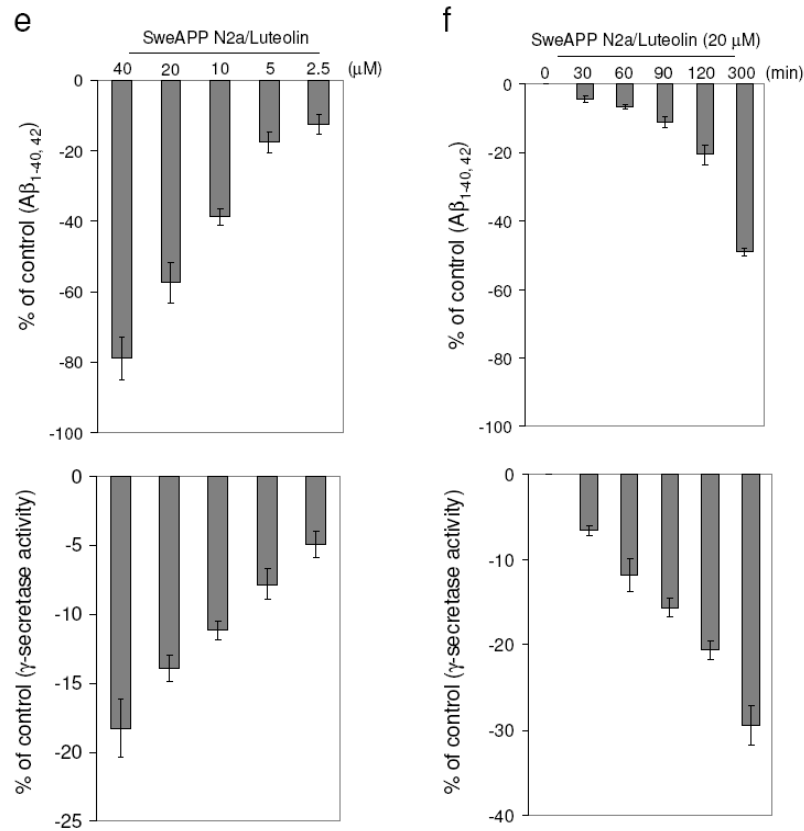 e
SweAPP N2a/Luteolin
40 20 10 5 2.5 (μM)
0
-20
-40
-60
-80
-100
% of control (Aβ1-40, 42)
0
-5
-10
-15
-20
-25
% of control (γ-secretase activity)
f
SweAPP N2a/Luteolin (20 μM)
0 30 60 90 120 300 (min)
0
-20
-40
-60
-80
-100
% of control (Aβ1-40, 42)
0
-10
-20
-30
-40
% of control (γ-secretase activity)